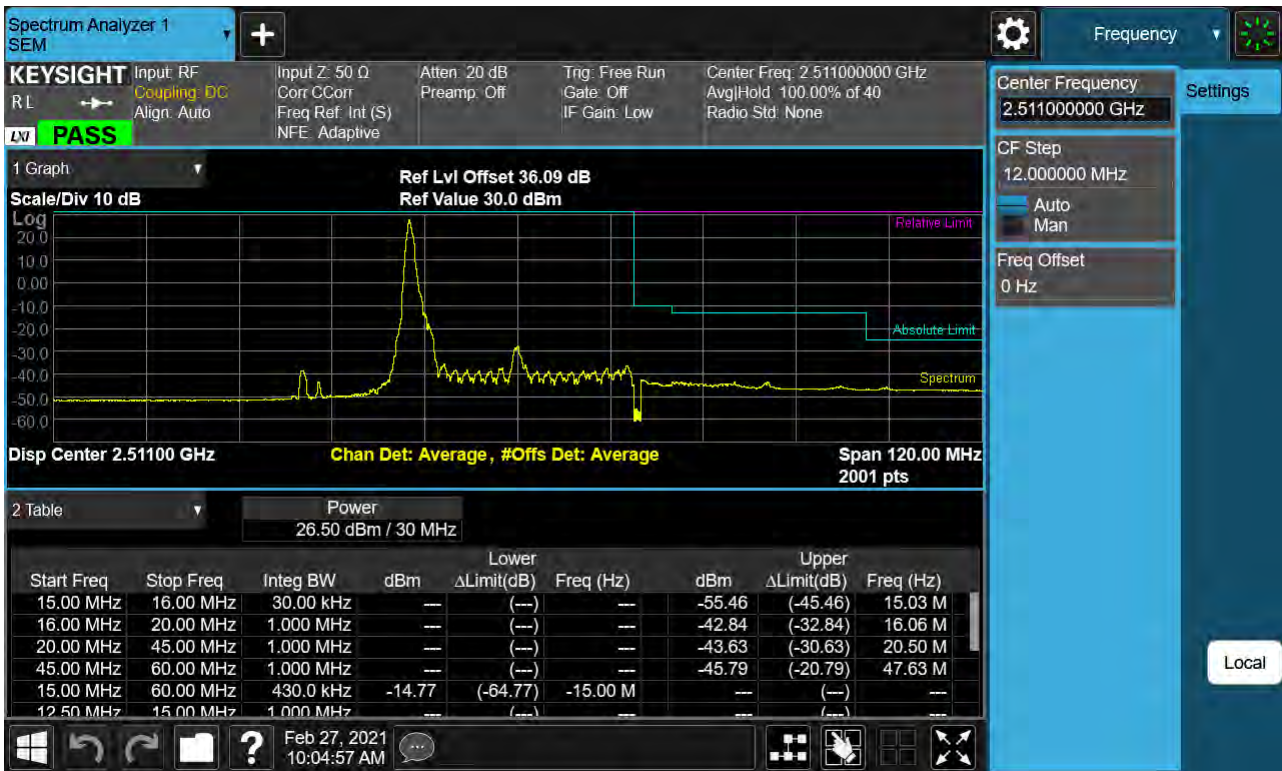 Spectrum Analyzer 1
SEM
+
Frequency
KEYSIGHT
R L
LXI
PASS
Input: RF
Coupling: DC
Align: Auto
Input Z: 50 Ω
Corr CCorr
Freq Ref: Int (S)
NFE: Adaptive
Atten: 20 dB
Preamp: Off
Trig: Free Run
Gate: Off
IF Gain: Low
Center Freq: 2.511000000 GHz
Avg|Hold: 100.00% of 40
Radio Std: None
Center Frequency
2.511000000 GHz
Settings
CF Step
12.000000 MHz
Auto
Man
Freq Offset
0 Hz
Local
1 Graph
Scale/Div 10 dB
Ref Lvl Offset 36.09 dB
Ref Value 30.0 dBm
Log
20.0
10.0
0.00
-10.0
-20.0
-30.0
-40.0
-50.0
-60.0
Relative Limit
Absolute Limit
Spectrum
Disp Center 2.51100 GHz
Chan Det: Average, #Offs Det: Average
Span 120.00 MHz
2001 pts
2 Table
Power
26.50 dBm / 30 MHz
Lower Upper
Start Freq Stop Freq Integ BW dBm ΔLimit(dB) Freq (Hz) dBm ΔLimit(dB) Freq (Hz)
15.00 MHz 16.00 MHz 30.00 kHz --- (---) --- -55.46 (-45.46) 15.03 M
16.00 MHz 20.00 MHz 1.000 MHz --- (---) --- -42.84 (-32.84) 16.06 M
20.00 MHz 45.00 MHz 1.000 MHz --- (---) --- -43.63 (-30.63) 20.50 M
45.00 MHz 60.00 MHz 1.000 MHz --- (---) --- -45.79 (-20.79) 47.63 M
15.00 MHz 60.00 MHz 430.0 kHz -14.77 (-64.77) -15.00 M --- (---) ---
12.50 MHz 15.00 MHz 1.000 MHz --- (---) --- --- (---) ---
?
Feb 27, 2021
10:04:57 AM